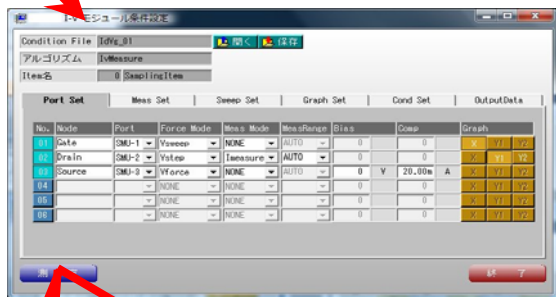 I-V モジュール条件設定
Condition File IdVg_01 開く 保存
アルゴリズム IvMeasure
Item名 0 SamplingItem
Port Set Meas Set Sweep Set Graph Set Cond Set OutputData
No. Node Port Force Mode Meas Mode MeasRange Bias Comp Graph
01 Gate SMU-1 Vsweep NONE AUTO 0 0 X Y1 Y2
02 Drain SMU-2 Vstep Imeasure AUTO 0 0 X Y1 Y2
03 Source SMU-3 Vforce NONE AUTO 0 V 20.00m A X Y1 Y2
04 NONE NONE 0 0 X Y1 Y2
05 NONE NONE 0 0 X Y1 Y2
06 NONE NONE 0 0 X Y1 Y2
終 了